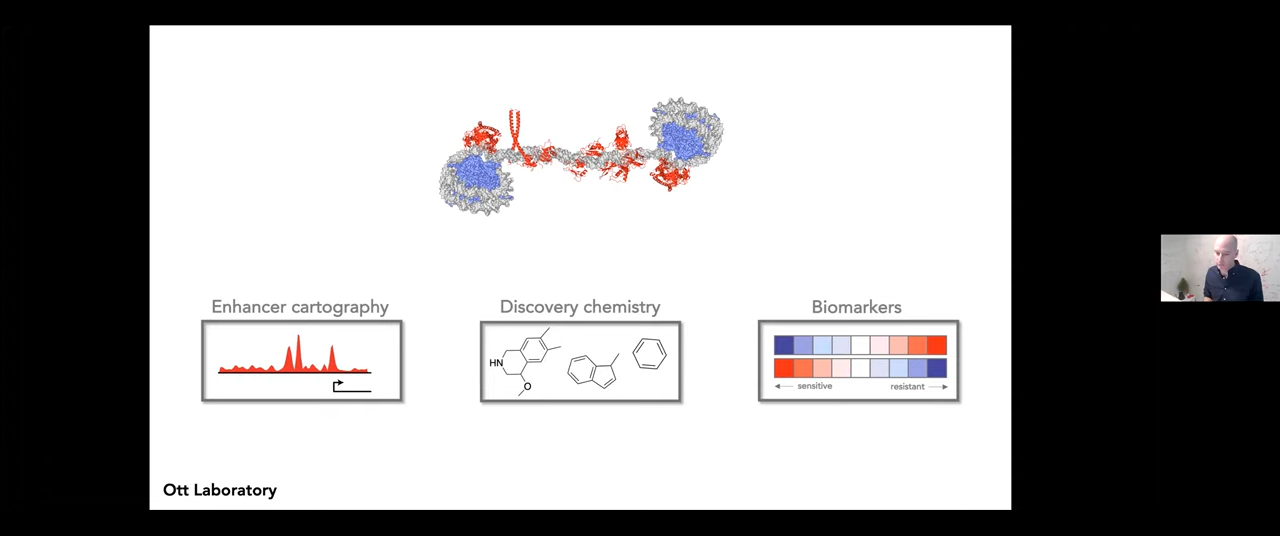 Enhancer cartography
Discovery chemistry
Biomarkers
HN
O
sensitive
resistant
Ott Laboratory